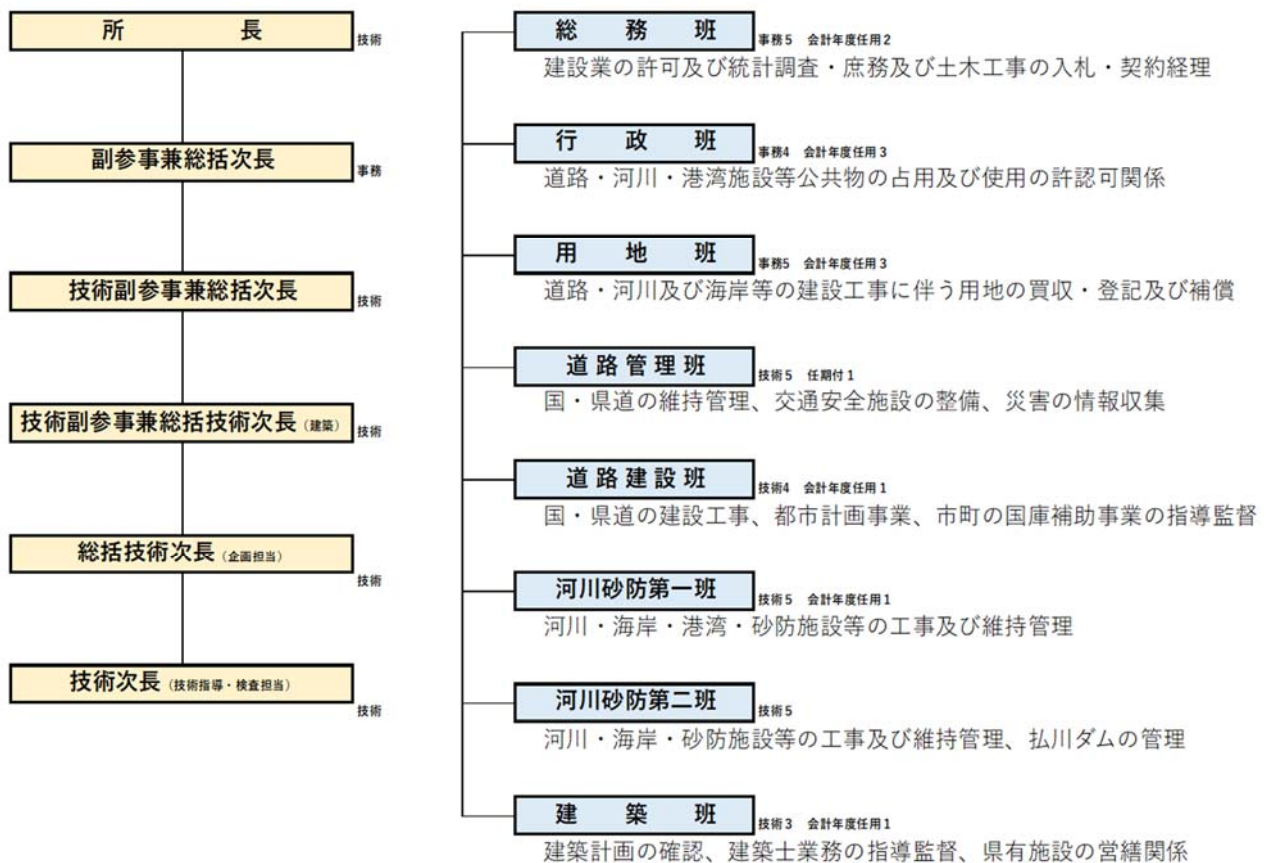 所長
技術
副参事兼総括次長
事務
技術副参事兼総括次長
技術
技術副参事兼総括技術次長（建築）
技術
総括技術次長（企画担当）
技術
技術次長（技術指導・検査担当）
技術
総務班
事務5 会計年度任用2
建設業の許可及び統計調査・庶務及び土木工事の入札・契約経理
行政班
事務4 会計年度任用3
道路・河川・港湾施設等公共物の占用及び使用の許認可関係
用地班
事務5 会計年度任用3
道路・河川及び海岸等の建設工事に伴う用地の買収・登記及び補償
道路管理班
技術5 任期付1
国・県道の維持管理、交通安全施設の整備、災害の情報収集
道路建設班
技術4 会計年度任用1
国・県道の建設工事、都市計画事業、市町の国庫補助事業の指導監督
河川砂防第一班
技術5 会計年度任用1
河川・海岸・港湾・砂防施設等の工事及び維持管理
河川砂防第二班
技術5
河川・海岸・砂防施設等の工事及び維持管理、払川ダムの管理
建築班
技術3 会計年度任用1
建築計画の確認、建築士業務の指導監督、県有施設の営繕関係